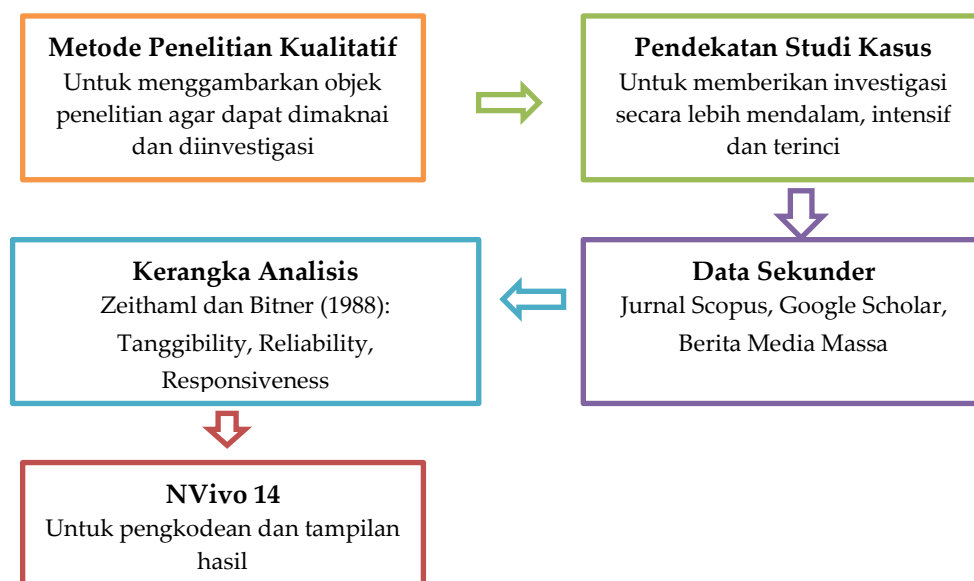 Metode Penelitian Kualitatif
Untuk menggambarkan objek
penelitian agar dapat dimaknai
dan diinvestigasi
Pendekatan Studi Kasus
Untuk memberikan investigasi
secara lebih mendalam, intensif
dan terinci
Data Sekunder
Jurnal Scopus, Google Scholar,
Berita Media Massa
Kerangka Analisis
Zeithaml dan Bitner (1988):
Tanggibility, Reliability,
Responsiveness
NVivo 14
Untuk pengkodean dan tampilan
hasil